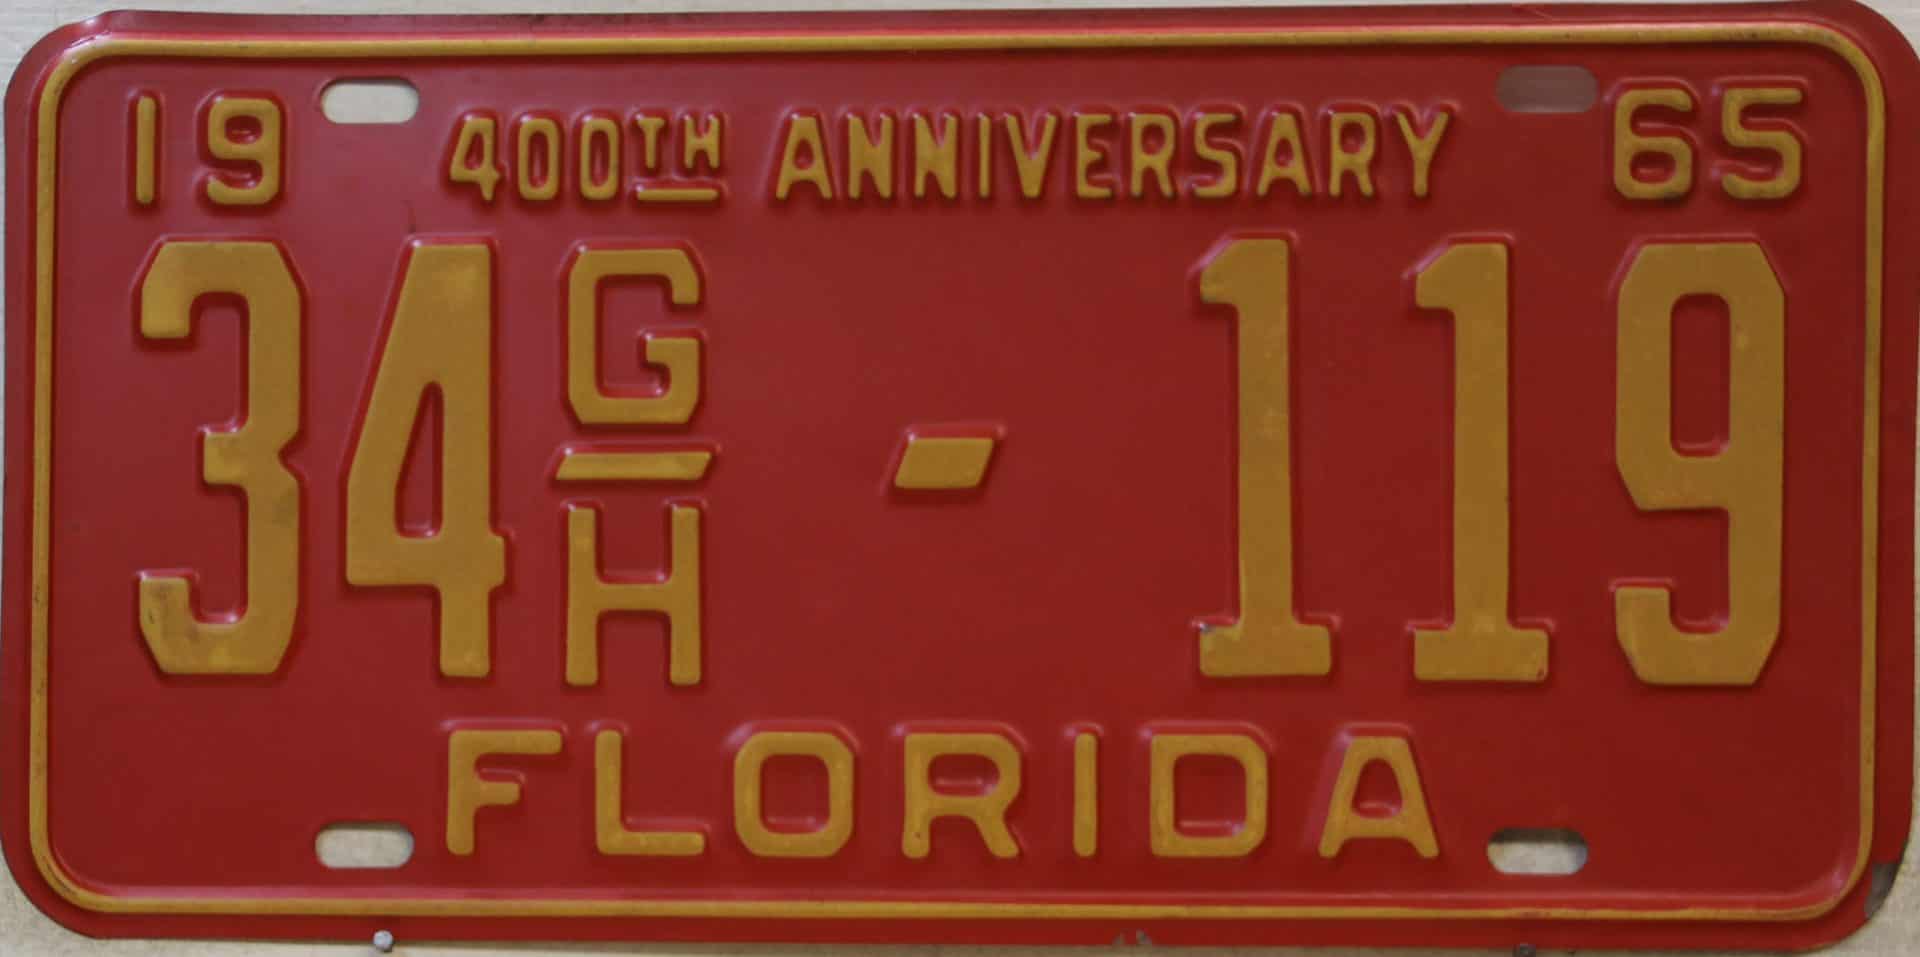 19 400TH ANNIVERSARY 65
34 G/H - 119
FLORIDA